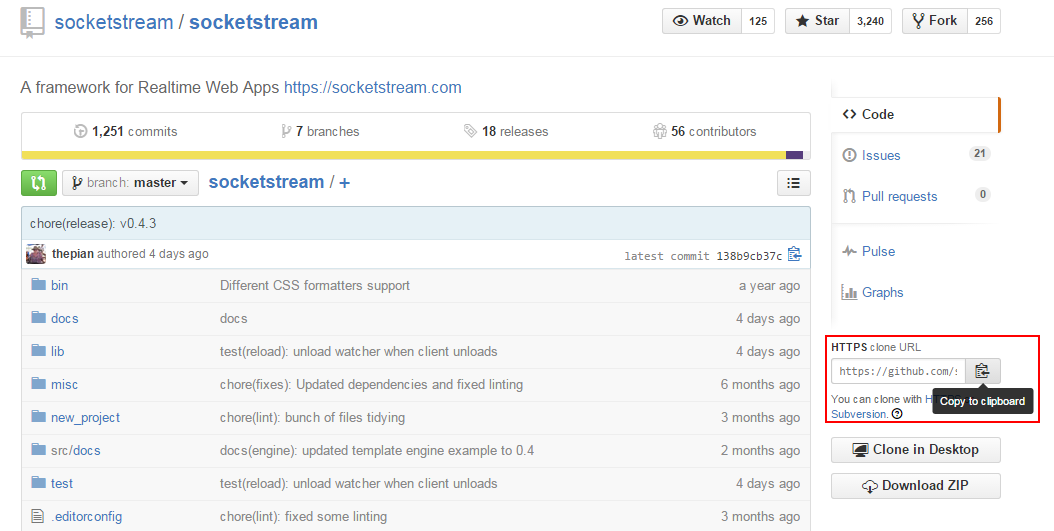 socketstream / socketstream
Watch 125 Star 3,240 Fork 256
A framework for Realtime Web Apps https://socketstream.com
1,251 commits 7 branches 18 releases 56 contributors
branch: master socketstream / +
chore(release): v0.4.3
thepian authored 4 days ago latest commit 138b9cb37c
bin Different CSS formatters support a year ago
docs docs 4 days ago
lib test(reload): unload watcher when client unloads 4 days ago
misc chore(fixes): Updated dependencies and fixed linting 6 months ago
new_project chore(lint): bunch of files tidying 3 months ago
src/docs docs(engine): updated template engine example to 0.4 2 months ago
test test(reload): unload watcher when client unloads 4 days ago
.editorconfig chore(lint): fixed some linting 3 months ago
Code
Issues 21
Pull requests 0
Pulse
Graphs
HTTPS clone URL
https://github.com/s
Copy to clipboard
You can clone with
Subversion.
Clone in Desktop
Download ZIP